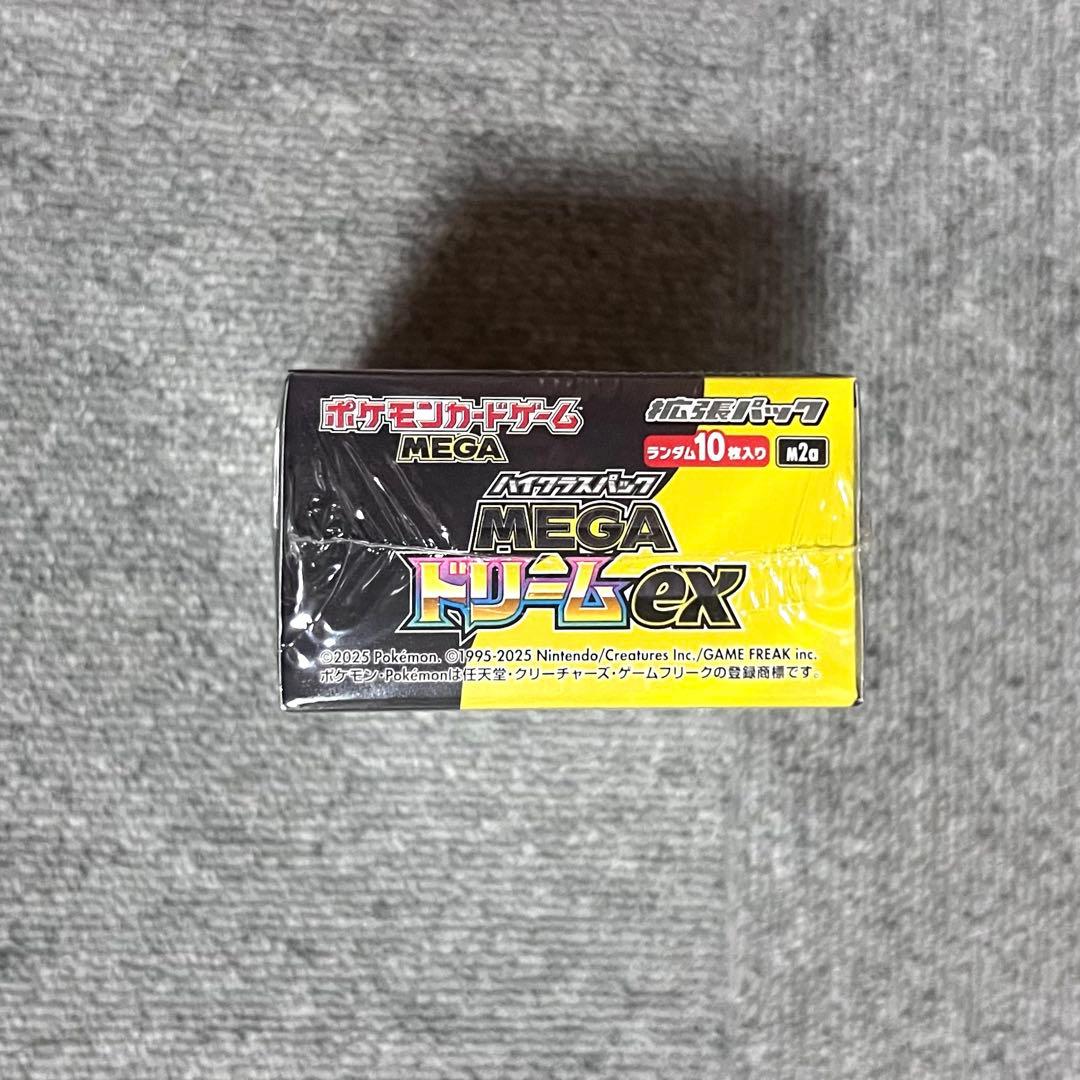 ポケモンカードゲーム
MEGA
拡張パック
ランダム10枚入り M2a
ハイクラスパック
MEGA
ドリームex
©2025 Pokémon. ©1995-2025 Nintendo/Creatures Inc./GAME FREAK inc.
ポケモン・Pokémonは任天堂・クリーチャーズ・ゲームフリークの登録商標です。